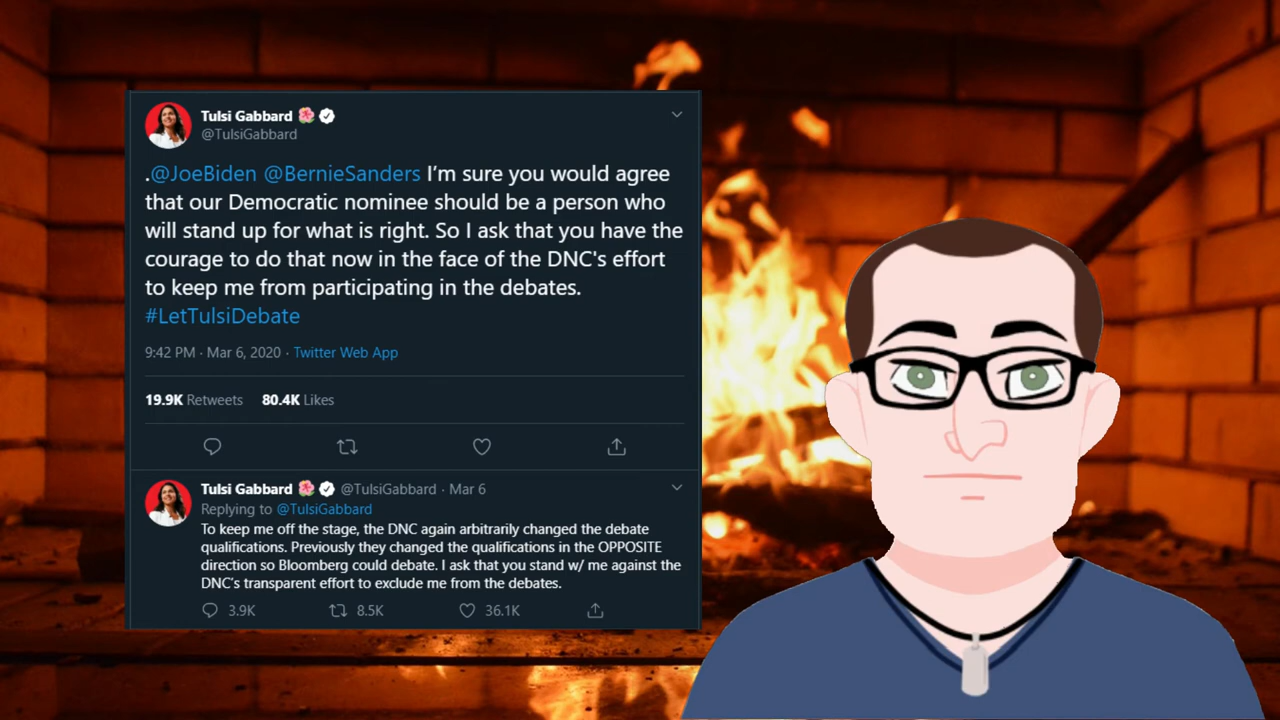 Tulsi Gabbard
@TulsiGabbard
.@JoeBiden @BernieSanders I’m sure you would agree
that our Democratic nominee should be a person who
will stand up for what is right. So I ask that you have the
courage to do that now in the face of the DNC's effort
to keep me from participating in the debates.
#LetTulsiDebate
9:42 PM · Mar 6, 2020 · Twitter Web App
19.9K Retweets 80.4K Likes
Tulsi Gabbard @TulsiGabbard · Mar 6
Replying to @TulsiGabbard
To keep me off the stage, the DNC again arbitrarily changed the debate
qualifications. Previously they changed the qualifications in the OPPOSITE
direction so Bloomberg could debate. I ask that you stand w/ me against the
DNC's transparent effort to exclude me from the debates.
3.9K 8.5K 36.1K